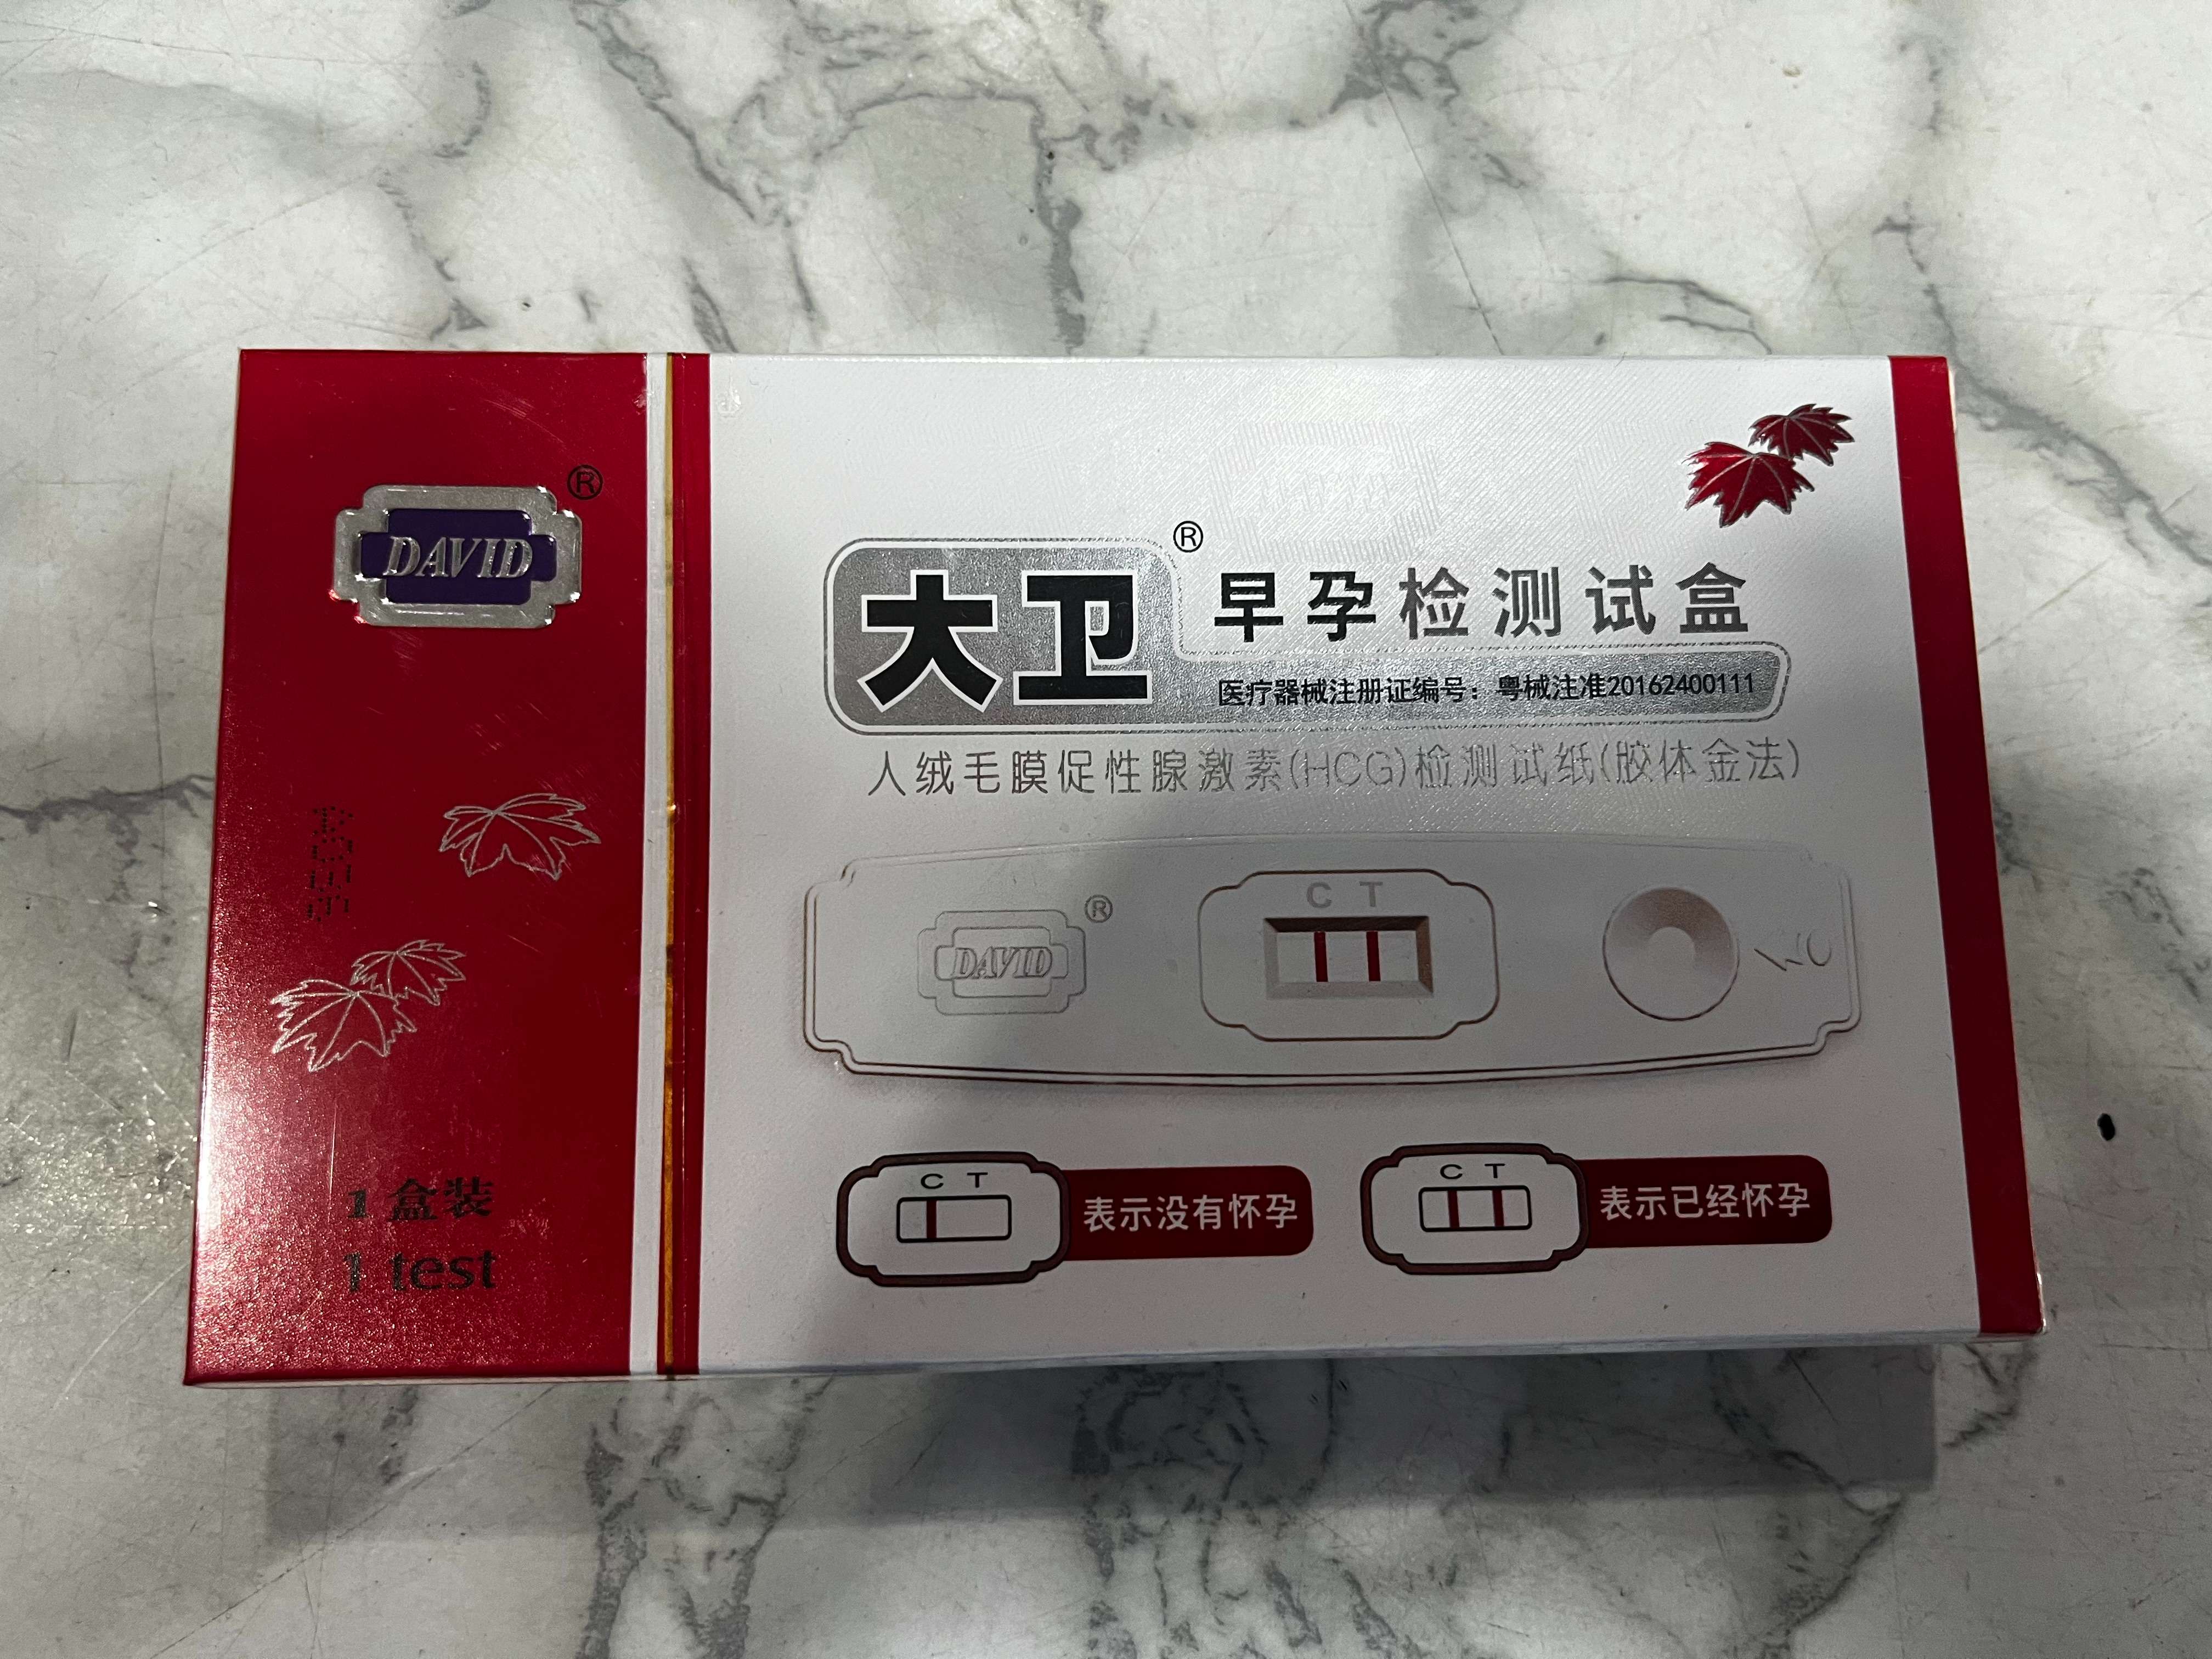 DAVID
®
1 盒装
1 test
大卫®
早孕检测试盒
医疗器械注册证编号：粤械注准20162400111
人绒毛膜促性腺激素(HCG)检测试纸(胶体金法)
C T
DAVID®
C T
表示没有怀孕
C T
表示已经怀孕